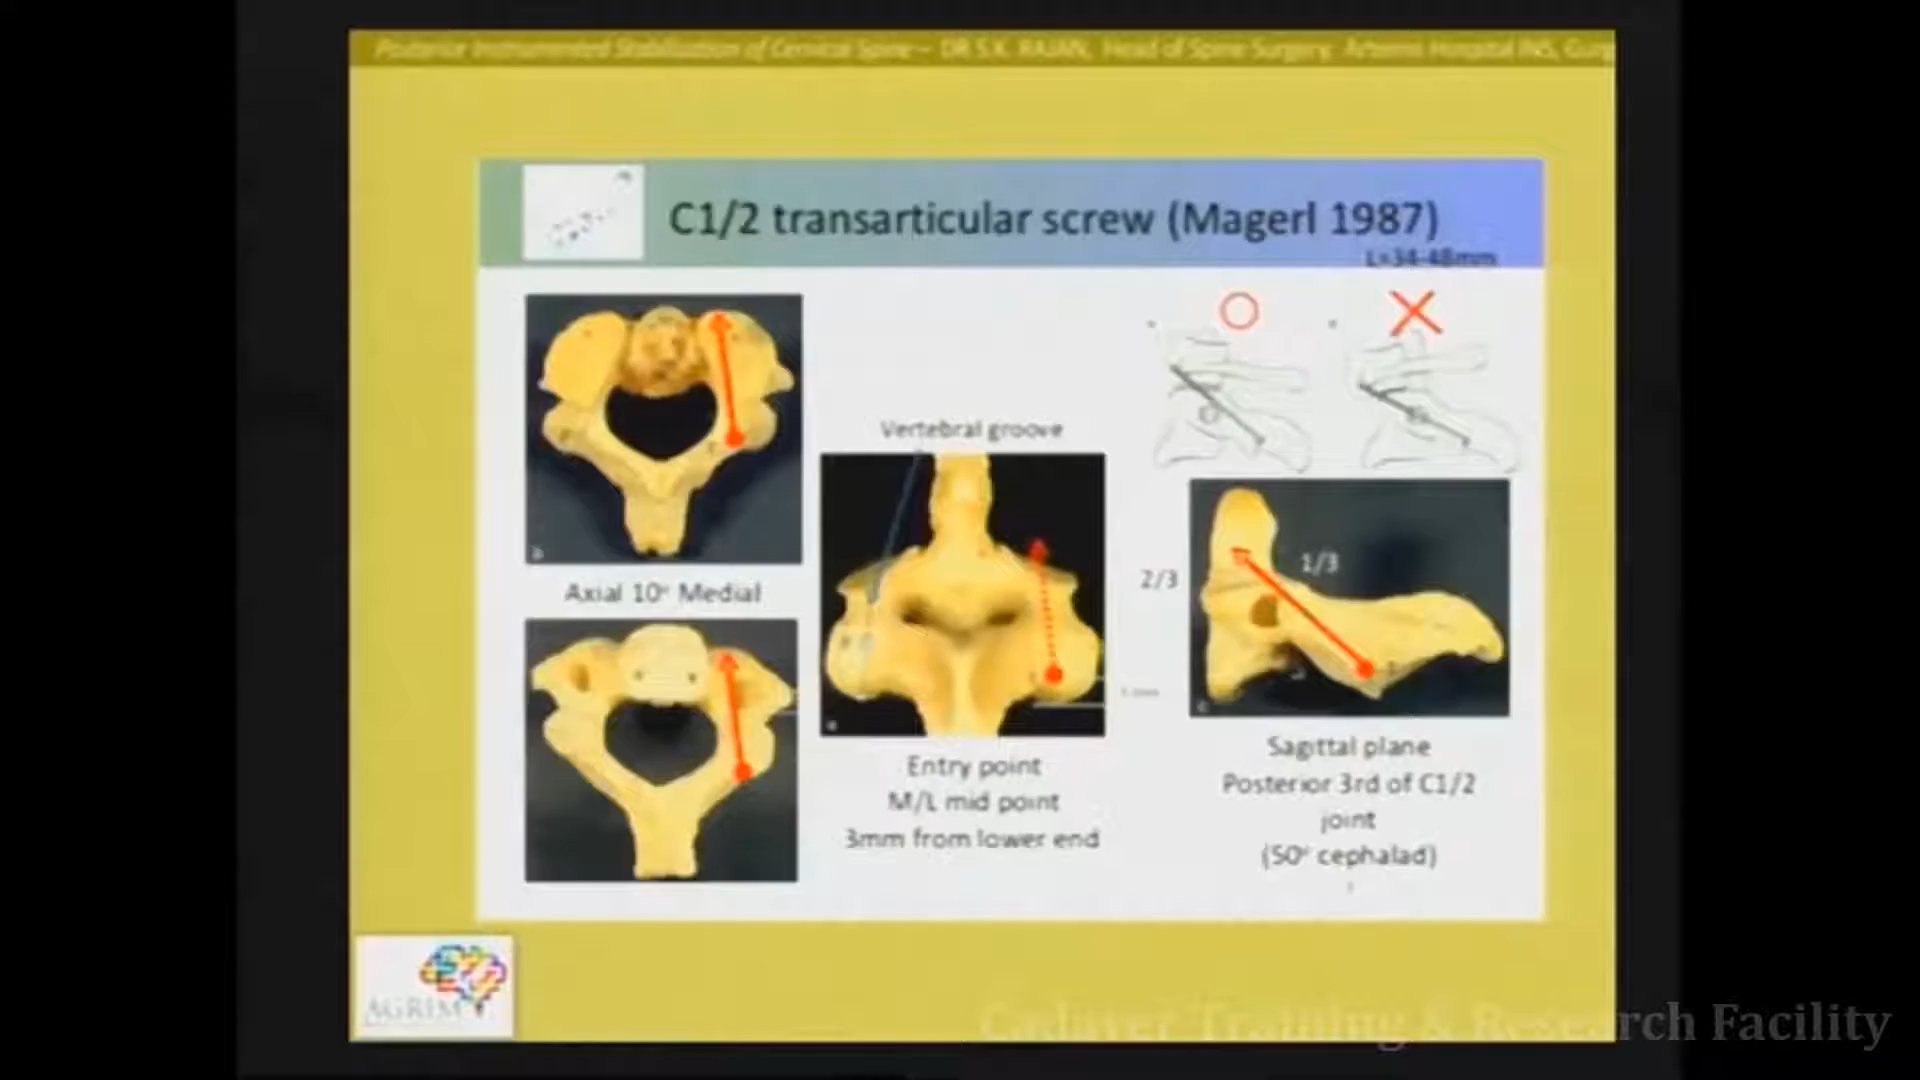 Posterior Instrumented Stabilisation of Cervical Spine – DR S.K. RAJAN, Head of Spine Surgery, Artemis Hospital INS, Gurg
C1/2 transarticular screw (Magerl 1987)
L=34-48mm
Vertebral groove
Axial 10° Medial
2/3
1/3
Entry point
M/L mid point
3mm from lower end
Sagittal plane
Posterior 3rd of C1/2
joint
(50° cephalad)
AGRIM
Cadaver Training & Research Facility